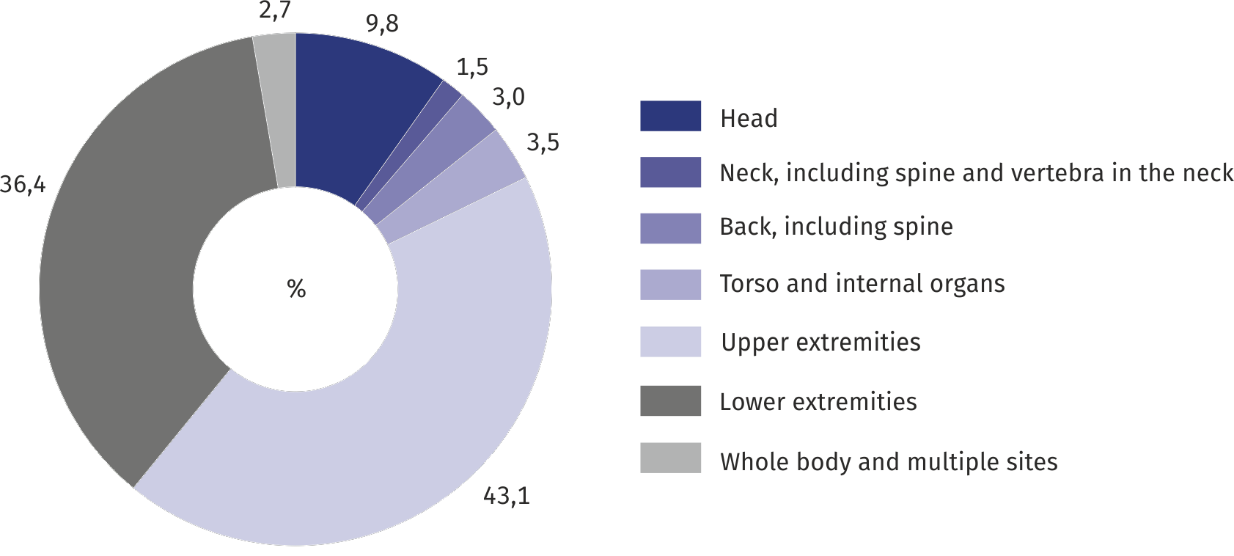 2,7
9,8
1,5
3,0
3,5
36,4
%
43,1
Head
Neck, including spine and vertebra in the neck
Back, including spine
Torso and internal organs
Upper extremities
Lower extremities
Whole body and multiple sites